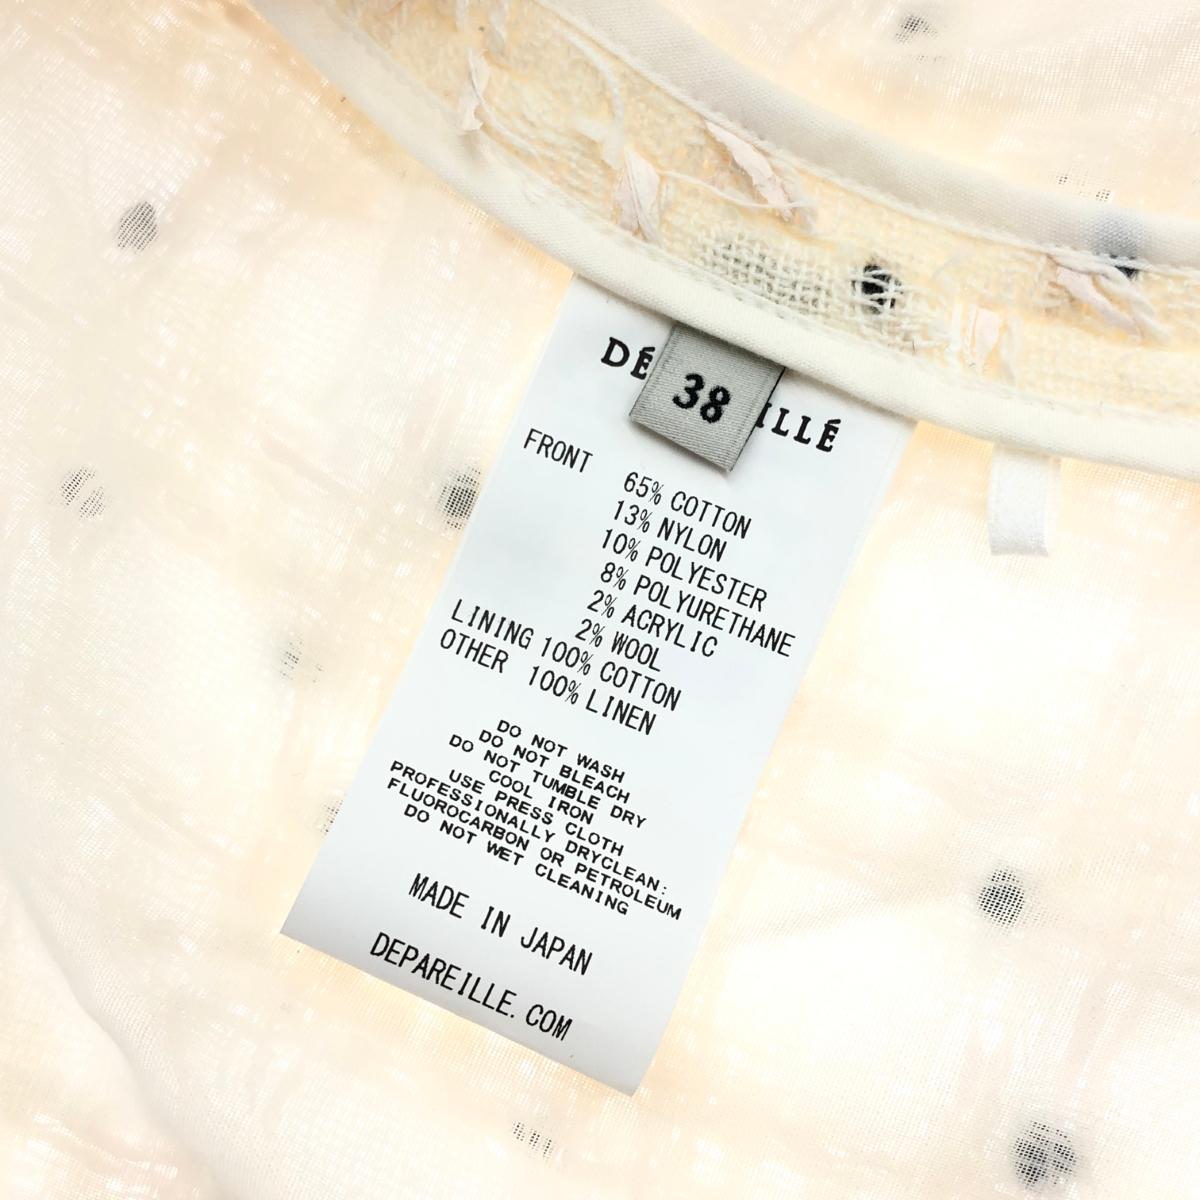 DÉ ILLÉ
38
FRONT 65% COTTON
13% NYLON
10% POLYESTER
8% POLYURETHANE
2% ACRYLIC
2% WOOL
LINING 100% COTTON
OTHER 100% LINEN
DO NOT WASH
DO NOT BLEACH
DO NOT TUMBLE DRY
COOL IRON
USE PRESS CLOTH
PROFESSIONALLY DRYCLEAN:
FLUOROCARBON OR PETROLEUM
DO NOT WET CLEANING
MADE IN JAPAN
DEPAREILLE.COM